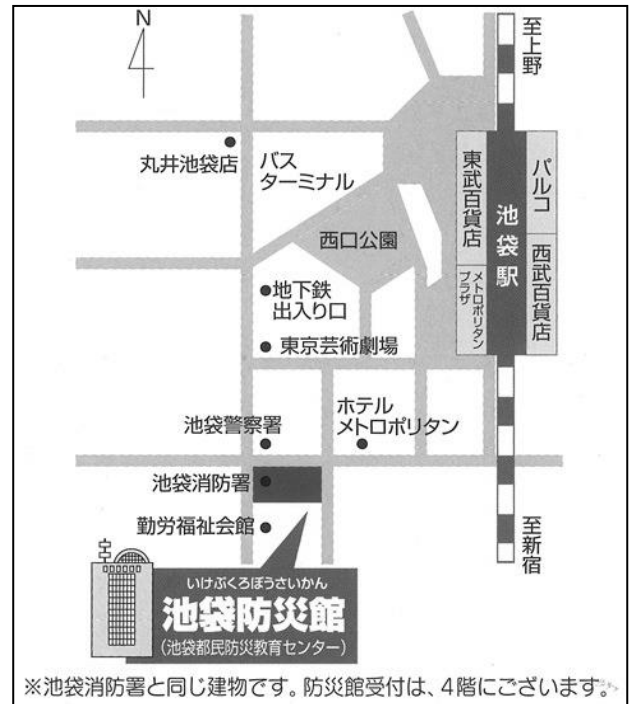 N
至上野
丸井池袋店
バス
ターミナル
東武百貨店
池袋駅
パルコ
西口公園
メトロポリタン
プラザ
西武百貨店
地下鉄
出入り口
東京芸術劇場
ホテル
メトロポリタン
池袋警察署
池袋消防署
勤労福祉会館
至新宿
いけぶくろぼうさいかん
池袋防災館
(池袋都民防災教育センター)
※池袋消防署と同じ建物です。防災館受付は、4階にございます。